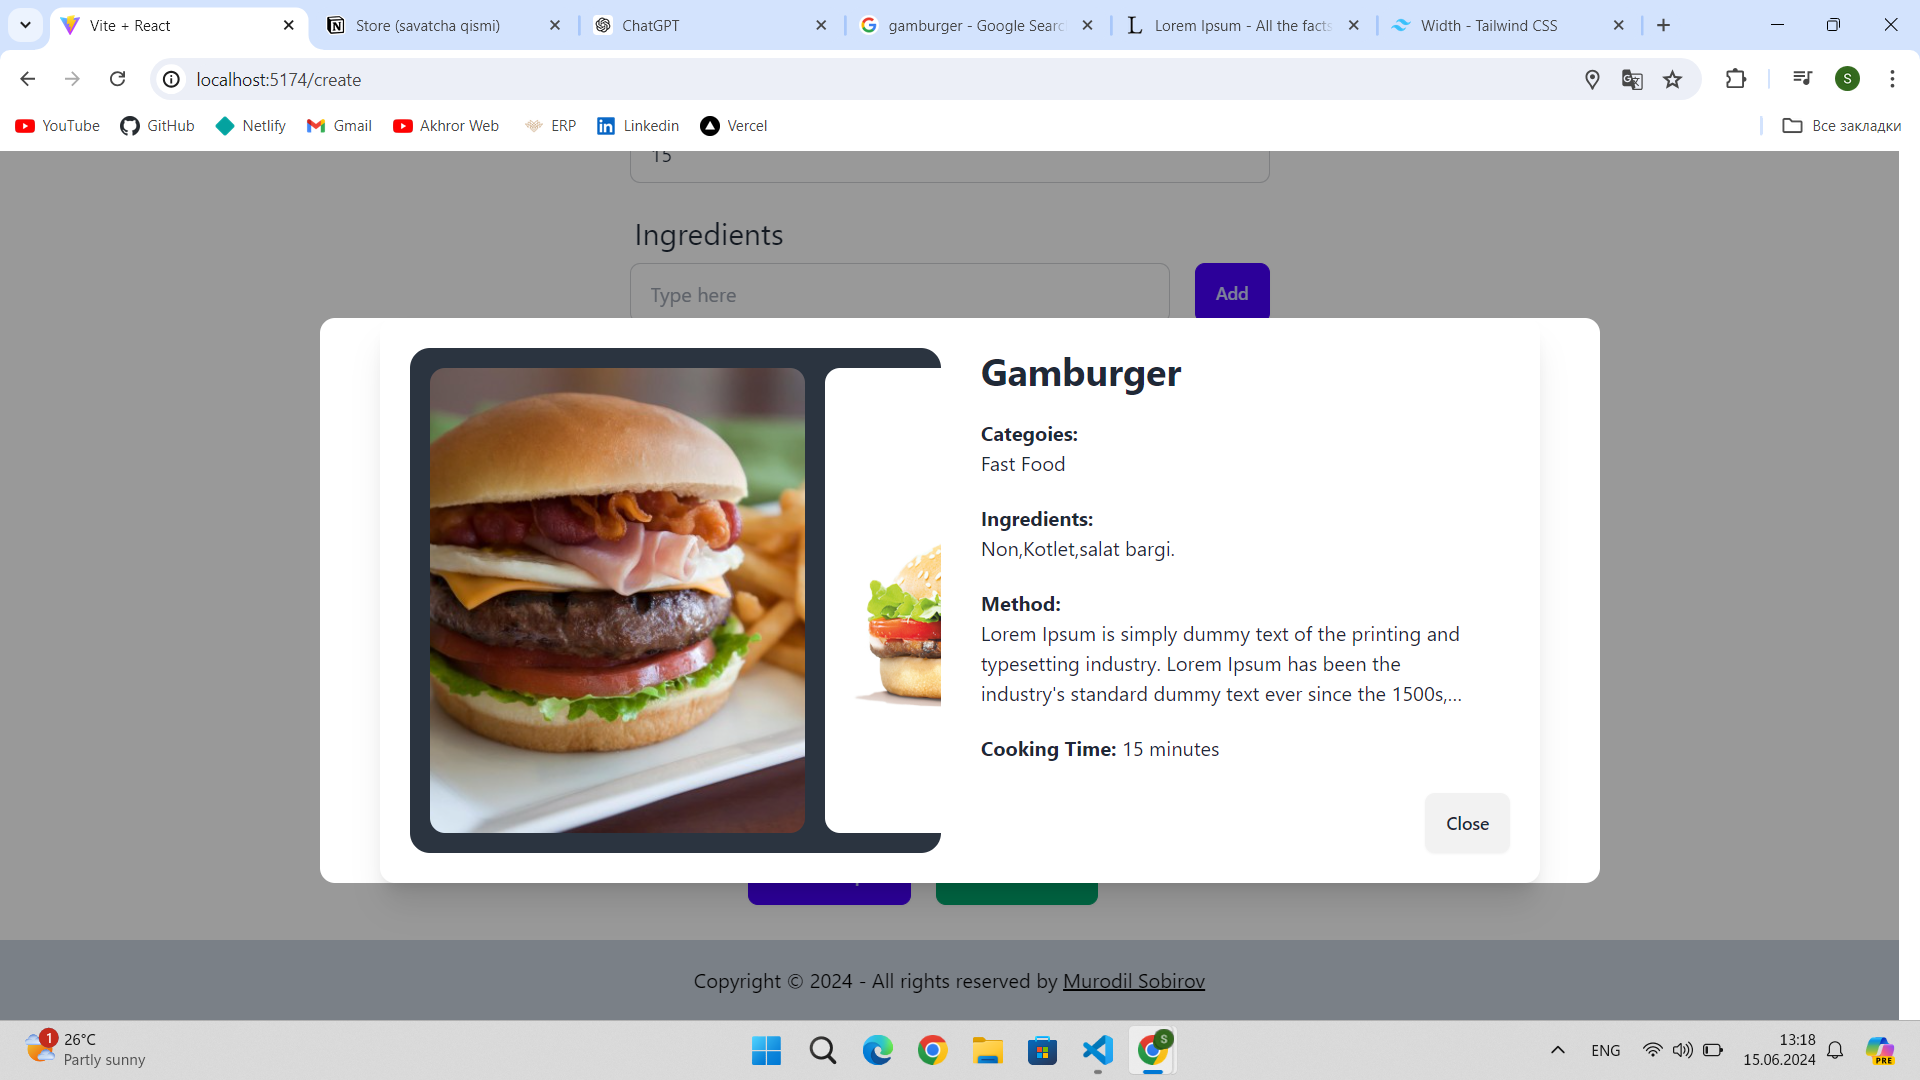 Vite + React
Store (savatcha qismi)
ChatGPT
gamburger - Google Searc
Lorem Ipsum - All the facts
Width - Tailwind CSS
localhost:5174/create
S
YouTube
GitHub
Netlify
Gmail
Akhror Web
ERP
Linkedin
Vercel
Все закладки
15
Ingredients
Type here
Add
Gamburger
Categoies:
Fast Food
Ingredients:
Non,Kotlet,salat bargi.
Method:
Lorem Ipsum is simply dummy text of the printing and
typesetting industry. Lorem Ipsum has been the
industry's standard dummy text ever since the 1500s,...
Cooking Time: 15 minutes
Close
Copyright © 2024 - All rights reserved by Murodil Sobirov
1
26°C
Partly sunny
S
ENG
13:18
15.06.2024
PRE